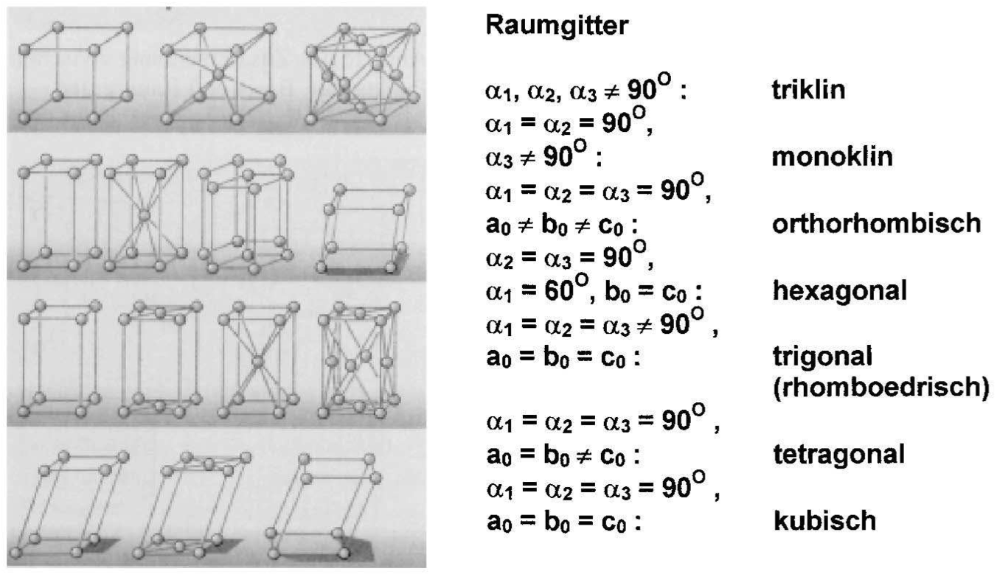 Raumgitter
α₁, α₂, α₃ ≠ 90° : triklin
α₁ = α₂ = 90°,
α₃ ≠ 90° : monoklin
α₁ = α₂ = α₃ = 90°,
a₀ ≠ b₀ ≠ c₀ : orthorhombisch
α₂ = α₃ = 90°,
α₁ = 60°, b₀ = c₀ : hexagonal
α₁ = α₂ = α₃ ≠ 90° ,
a₀ = b₀ = c₀ : trigonal
(rhomboedrisch)
α₁ = α₂ = α₃ = 90° ,
a₀ = b₀ ≠ c₀ : tetragonal
α₁ = α₂ = α₃ = 90° ,
a₀ = b₀ = c₀ : kubisch